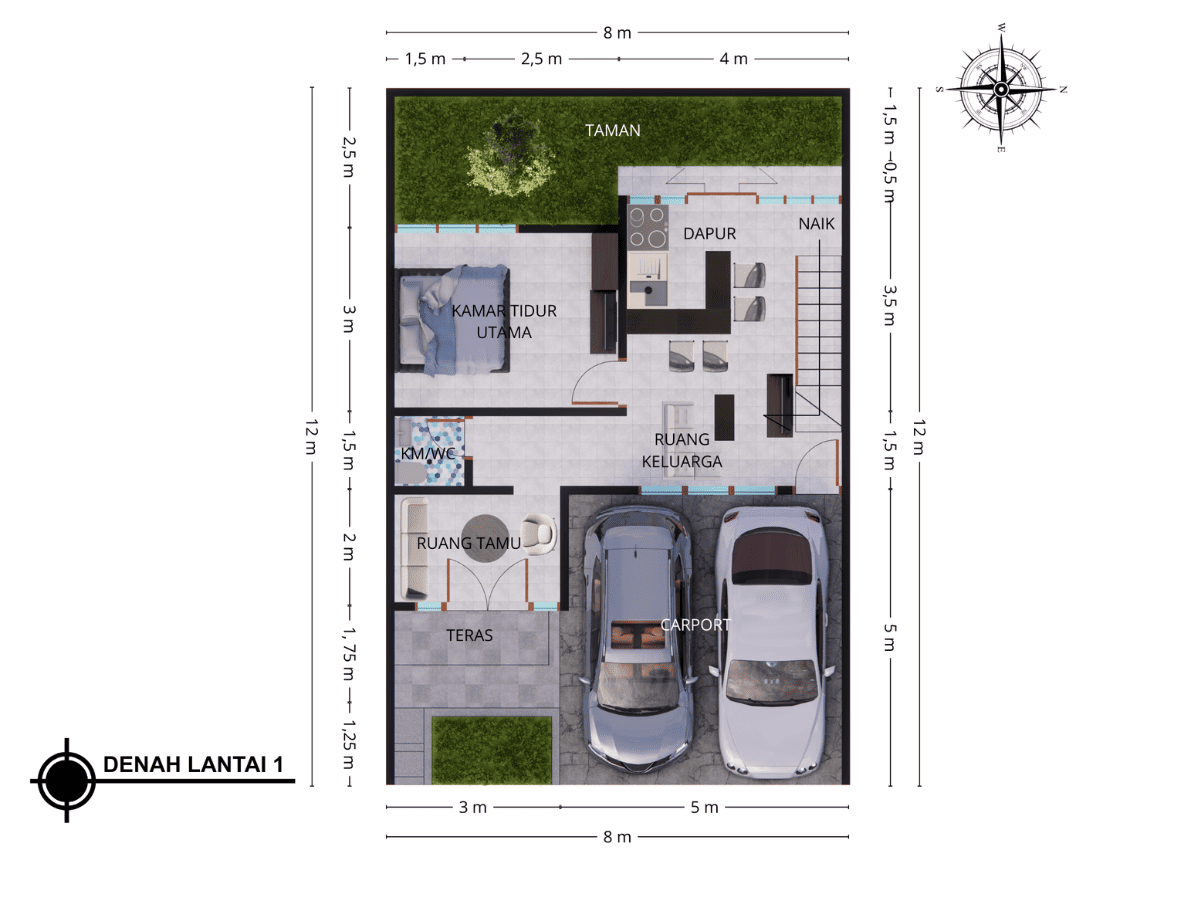 8 m
1,5 m
2,5 m
4 m
W
S
N
E
TAMAN
2,5 m
1,5 m
0,5 m
DAPUR
NAIK
KAMAR TIDUR
UTAMA
3 m
3,5 m
12 m
12 m
1,5 m
1,5 m
KM/WC
RUANG
KELUARGA
RUANG TAMU
2 m
CARPORT
TERAS
5 m
1, 75 m
1,25 m
DENAH LANTAI 1
3 m
5 m
8 m